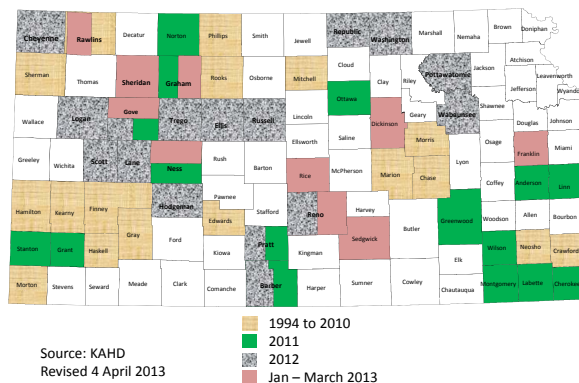 Cheyenne Rawlins Decatur Norton Phillips Smith Jewell Republic Washington Marshall Nemaha Brown Doniphan
Sherman Thomas Sheridan Graham Rooks Osborne Mitchell Cloud Clay Riley Pottawatomie Jackson Atchison Leavenworth
Jefferson Wyando
Wallace Logan Gove Trego Ellis Russell Lincoln Ottawa Dickinson Geary Wabaunsee Shawnee Douglas Johnson
Saline Ellsworth Morris Osage Franklin Miami
Greeley Wichita Scott Lane Ness Rush Barton Rice McPherson Marion Chase Lyon Coffey Anderson Linn
Hamilton Kearny Finney Hodgeman Pawnee Stafford Reno Harvey Butler Greenwood Woodson Allen Bourbon
Gray Edwards
Stanton Grant Haskell Ford Kiowa Pratt Kingman Sedgwick Elk Wilson Neosho Crawford
Morton Stevens Seward Meade Clark Comanche Barber Harper Sumner Cowley Chautauqua Montgomery Labette Cherokee
1994 to 2010
2011
2012
Jan – March 2013
Source: KAHD
Revised 4 April 2013